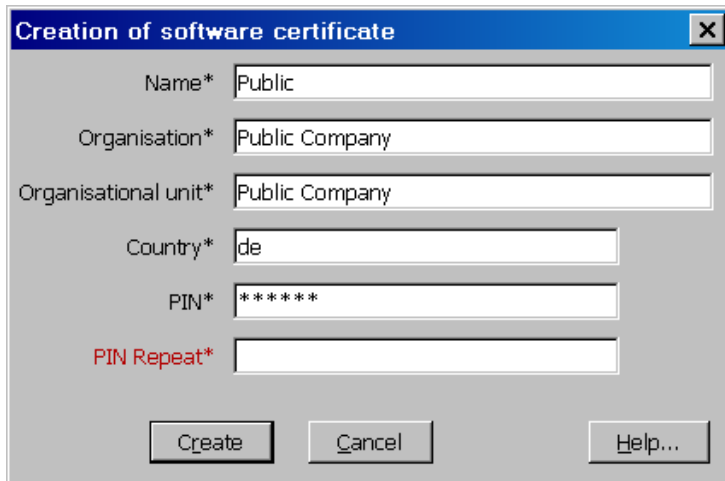 Creation of software certificate
Name* Public
Organisation* Public Company
Organisational unit* Public Company
Country* de
PIN* ******
PIN Repeat*
Create Cancel Help...